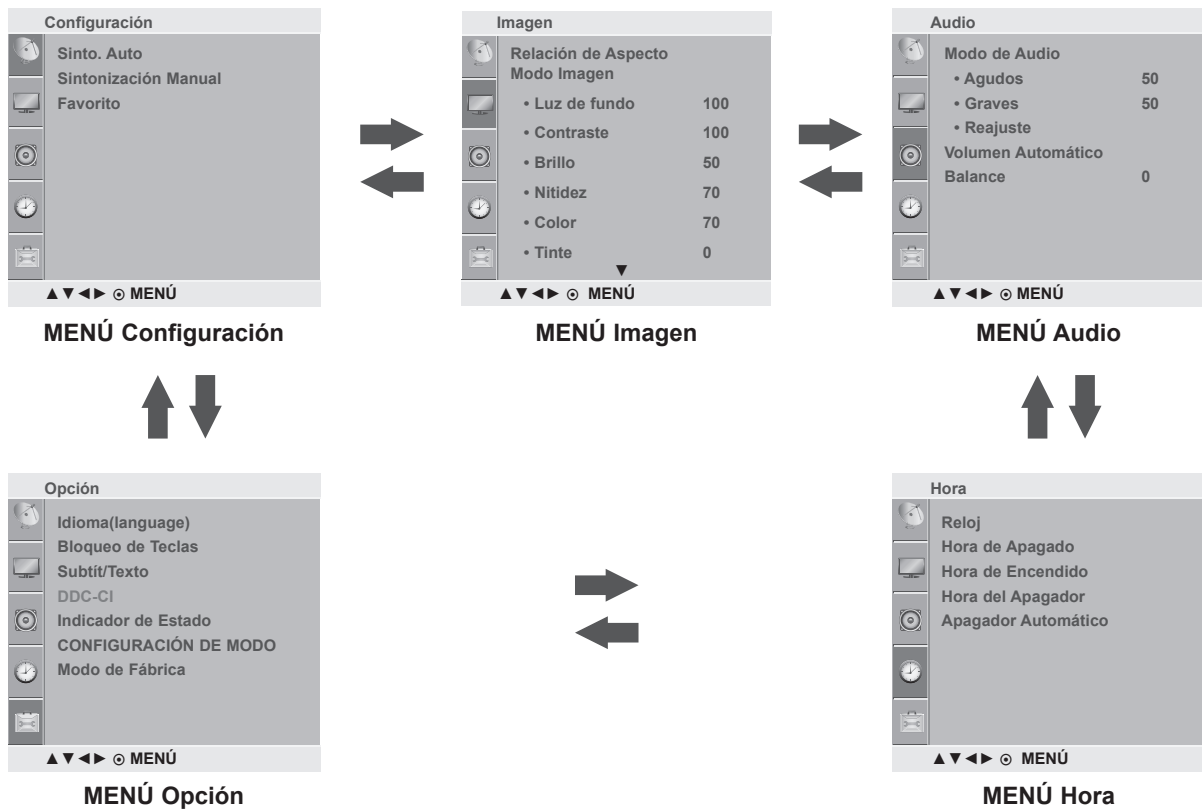 Configuración
Sinto. Auto
Sintonización Manual
Favorito
▲▼◄► ⊙ MENÚ
MENÚ Configuración
Imagen
Relación de Aspecto
Modo Imagen
• Luz de fundo 100
• Contraste 100
• Brillo 50
• Nitidez 70
• Color 70
• Tinte 0
▼
▲▼◄► ⊙ MENÚ
MENÚ Imagen
Audio
Modo de Audio
• Agudos 50
• Graves 50
• Reajuste
Volumen Automático
Balance 0
▲▼◄► ⊙ MENÚ
MENÚ Audio
Opción
Idioma(language)
Bloqueo de Teclas
Subtít/Texto
DDC-CI
Indicador de Estado
CONFIGURACIÓN DE MODO
Modo de Fábrica
▲▼◄► ⊙ MENÚ
MENÚ Opción
Hora
Reloj
Hora de Apagado
Hora de Encendido
Hora del Apagador
Apagador Automático
▲▼◄► ⊙ MENÚ
MENÚ Hora